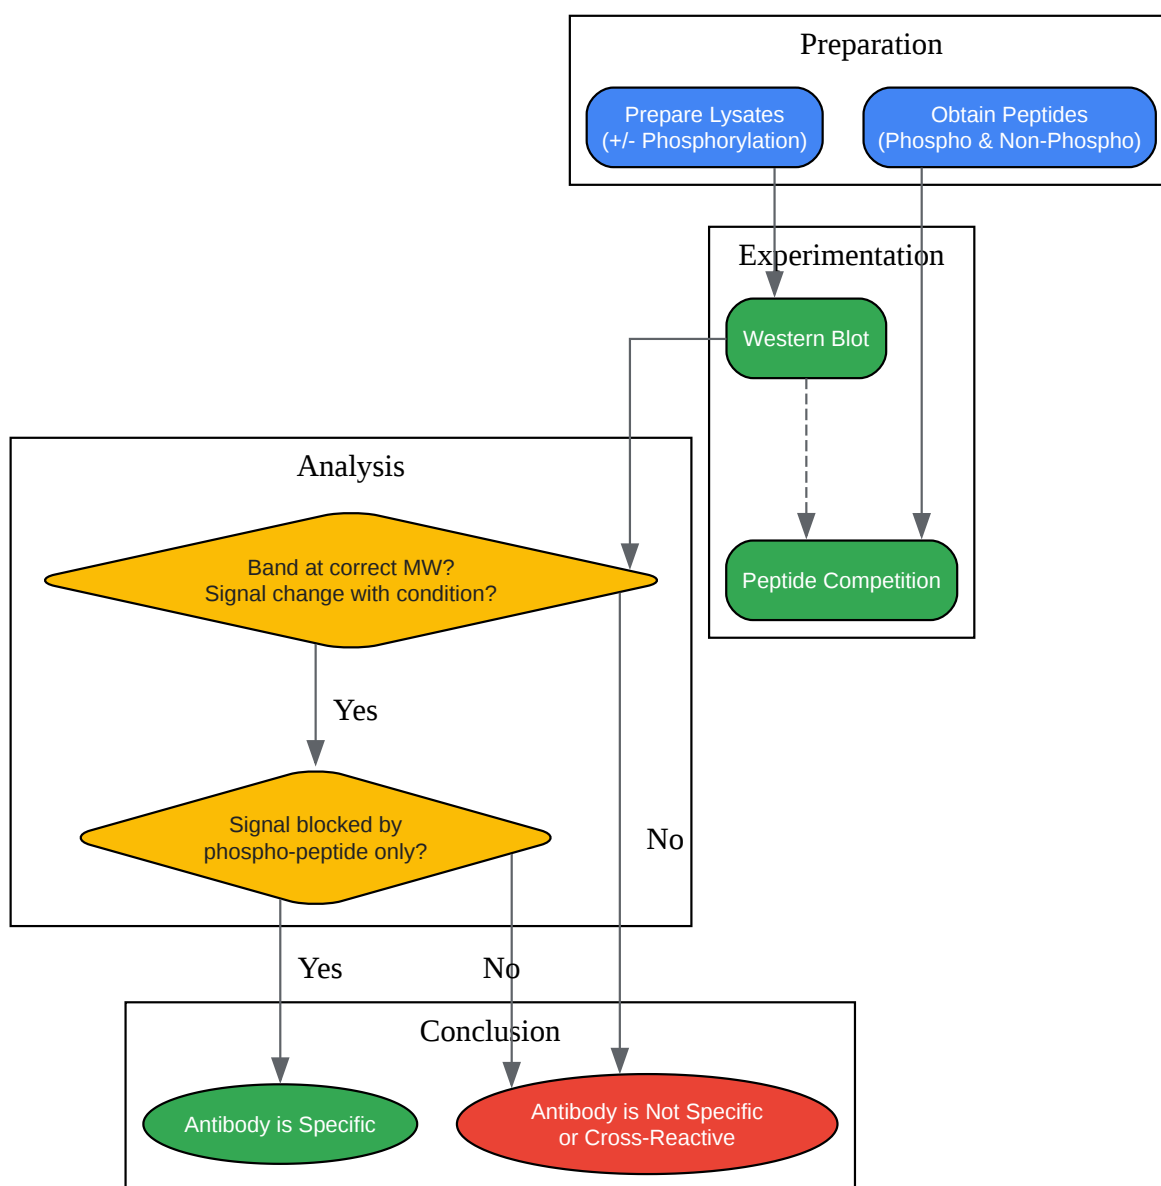 Preparation
Prepare Lysates
(+/- Phosphorylation)
Obtain Peptides
(Phospho & Non-Phospho)
Experimentation
Western Blot
Peptide Competition
Analysis
Band at correct MW?
Signal change with condition?
Yes
Signal blocked by
phospho-peptide only?
No
Yes
No
Conclusion
Antibody is Specific
Antibody is Not Specific
or Cross-Reactive